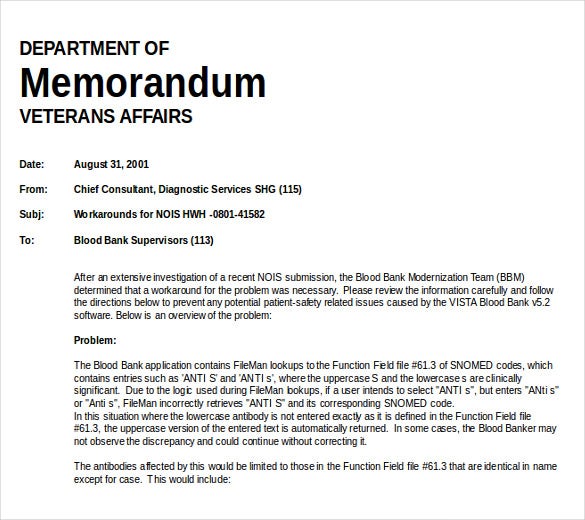 DEPARTMENT OF
Memorandum
VETERANS AFFAIRS
Date: August 31, 2001
From: Chief Consultant, Diagnostic Services SHG (115)
Subj: Workarounds for NOIS HWH -0801-41582
To: Blood Bank Supervisors (113)
After an extensive investigation of a recent NOIS submission, the Blood Bank Modernization Team (BBM)
determined that a workaround for the problem was necessary. Please review the information carefully and follow
the directions below to prevent any potential patient-safety related issues caused by the VISTA Blood Bank v5.2
software. Below is an overview of the problem:
Problem:
The Blood Bank application contains FileMan lookups to the Function Field file #61.3 of SNOMED codes, which
contains entries such as 'ANTI S' and 'ANTI s', where the uppercase S and the lowercase s are clinically
significant. Due to the logic used during FileMan lookups, if a user intends to select "ANTI s", but enters "ANti s"
or "Anti s", FileMan incorrectly retrieves "ANTI S" and its corresponding SNOMED code.
In this situation where the lowercase antibody is not entered exactly as it is defined in the Function Field file
#61.3, the uppercase version of the entered text is automatically returned. In some cases, the Blood Banker may
not observe the discrepancy and could continue without correcting it.
The antibodies affected by this would be limited to those in the Function Field file #61.3 that are identical in name
except for case. This would include: